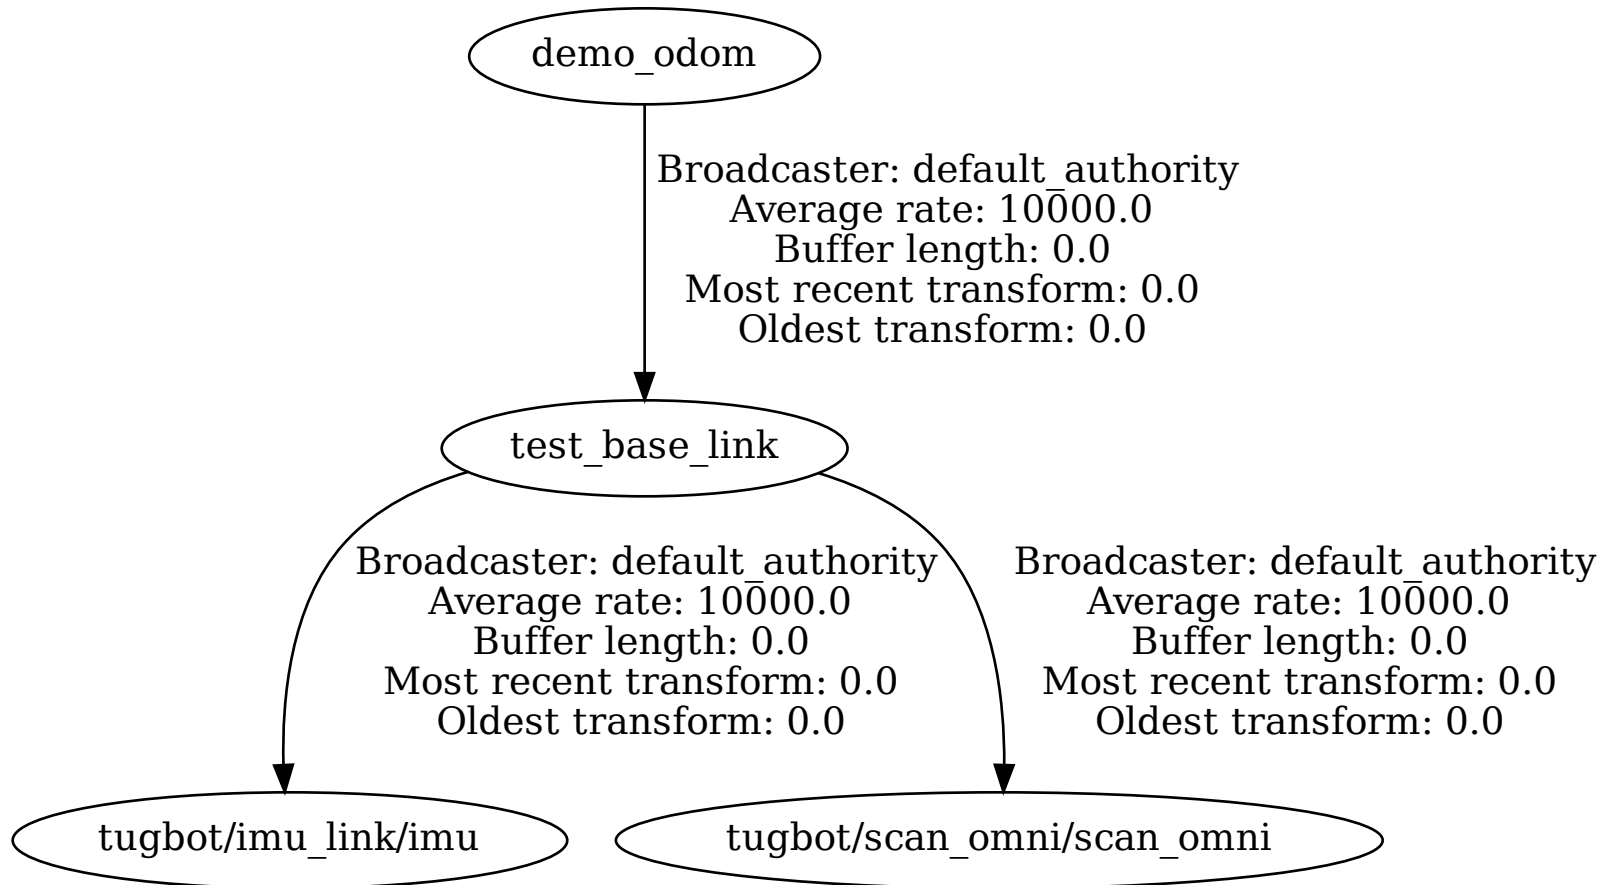 demo_odom
Broadcaster: default_authority
Average rate: 10000.0
Buffer length: 0.0
Most recent transform: 0.0
Oldest transform: 0.0
test_base_link
Broadcaster: default_authority
Average rate: 10000.0
Buffer length: 0.0
Most recent transform: 0.0
Oldest transform: 0.0
Broadcaster: default_authority
Average rate: 10000.0
Buffer length: 0.0
Most recent transform: 0.0
Oldest transform: 0.0
tugbot/imu_link/imu
tugbot/scan_omni/scan_omni